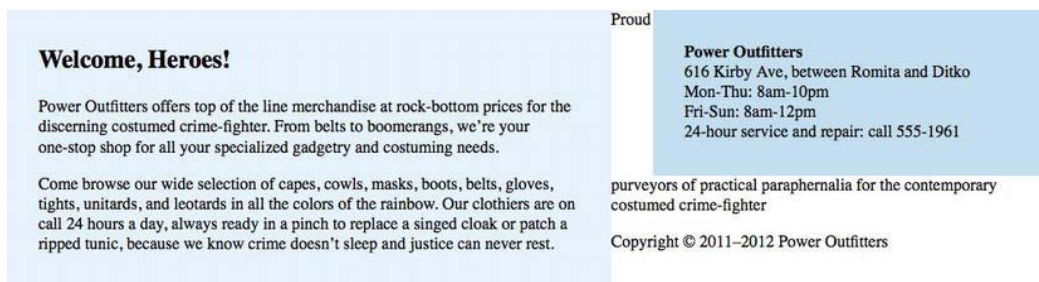 Welcome, Heroes!
Power Outfitters offers top of the line merchandise at rock-bottom prices for the
discerning costumed crime-fighter. From belts to boomerangs, we’re your
one-stop shop for all your specialized gadgetry and costuming needs.
Come browse our wide selection of capes, cowls, masks, boots, belts, gloves,
tights, unitards, and leotards in all the colors of the rainbow. Our clothiers are on
call 24 hours a day, always ready in a pinch to replace a singed cloak or patch a
ripped tunic, because we know crime doesn’t sleep and justice can never rest.
Proud
Power Outfitters
616 Kirby Ave, between Romita and Ditko
Mon-Thu: 8am-10pm
Fri-Sun: 8am-12pm
24-hour service and repair: call 555-1961
purveyors of practical paraphernalia for the contemporary
costumed crime-fighter
Copyright © 2011–2012 Power Outfitters